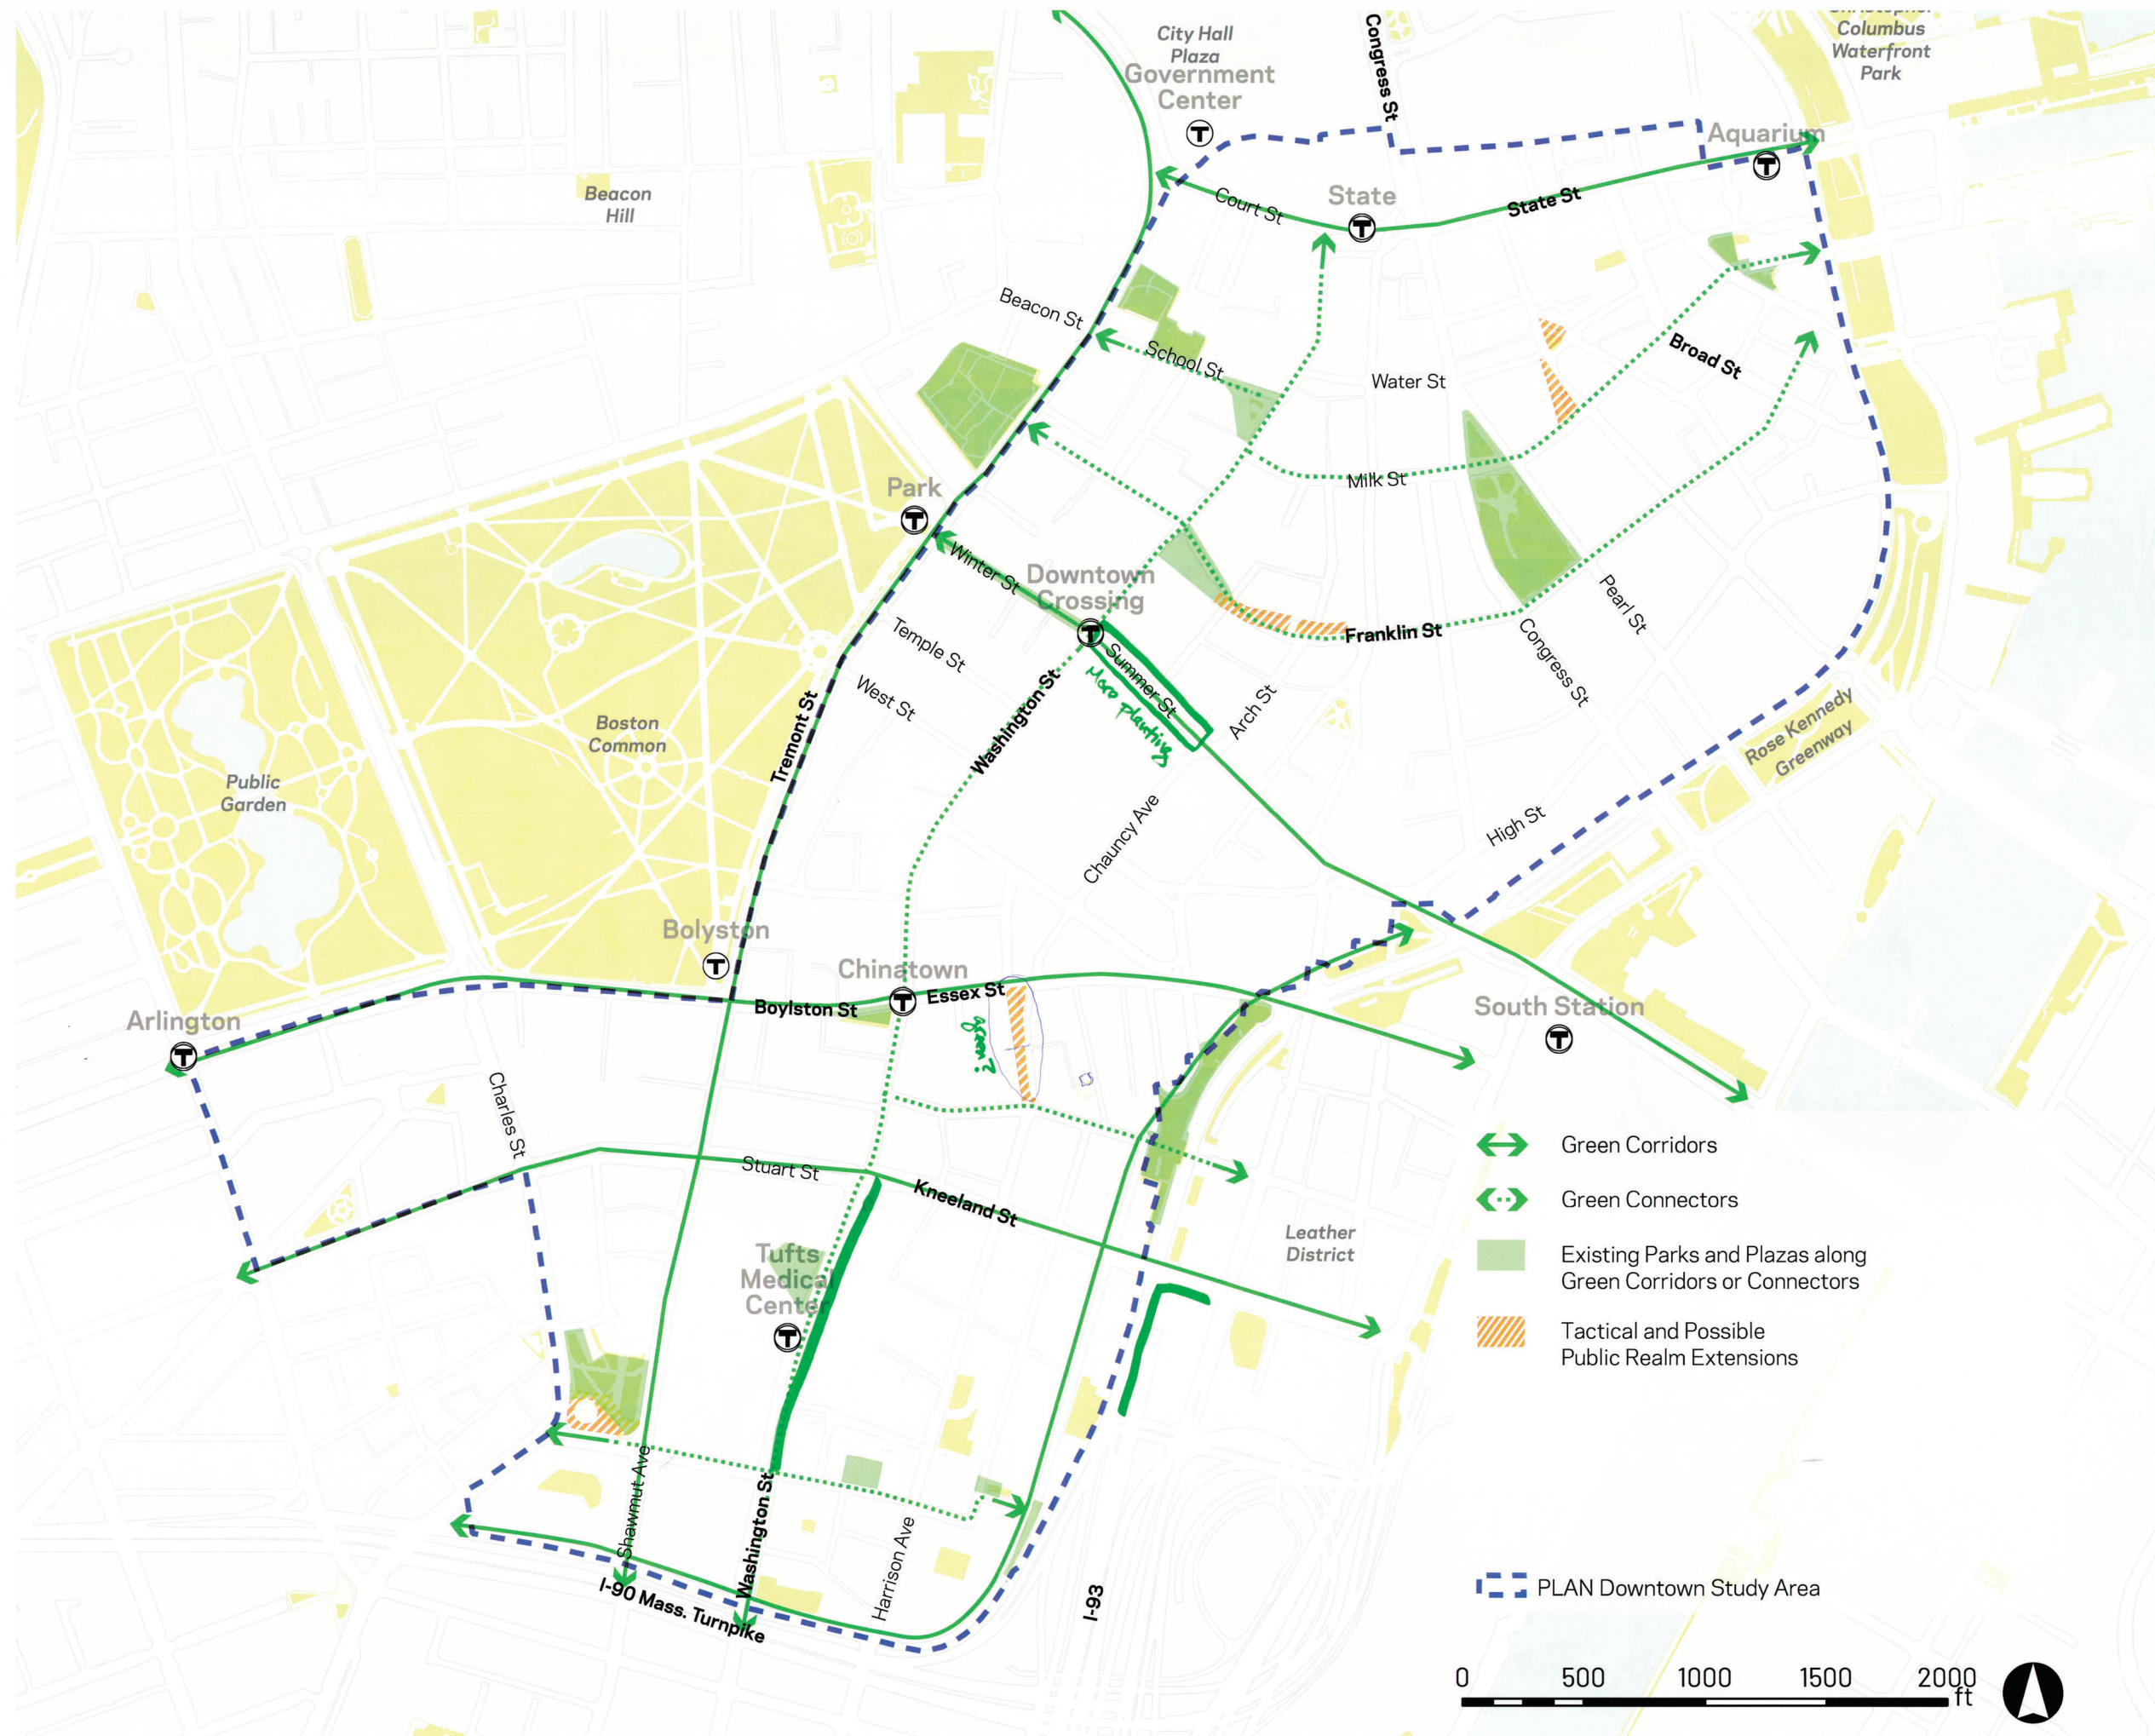 City Hall
Plaza
Government
Center
Congress St
Columbus
Waterfront
Park
Aquarium
Beacon
Hill
Court St
State
State St
Beacon St
School St
Water St
Broad St
Park
Milk St
Winter St
Downtown
Crossing
Franklin St
Pearl St
Temple St
Summer St
Congress St
West St
More planting
Washington St
Arch St
Tremont St
Boston
Common
Rose Kennedy
Greenway
Public
Garden
Chauncy Ave
High St
Bolyston
Chinatown
Essex St
Boylston St
South Station
Arlington
green?
Charles St
Stuart St
Kneeland St
Green Corridors
Green Connectors
Leather
District
Existing Parks and Plazas along
Green Corridors or Connectors
Tufts
Medical
Center
Tactical and Possible
Public Realm Extensions
Shawmut Ave
Washington St
Harrison Ave
I-93
I-90 Mass. Turnpike
PLAN Downtown Study Area
0 500 1000 1500 2000
ft